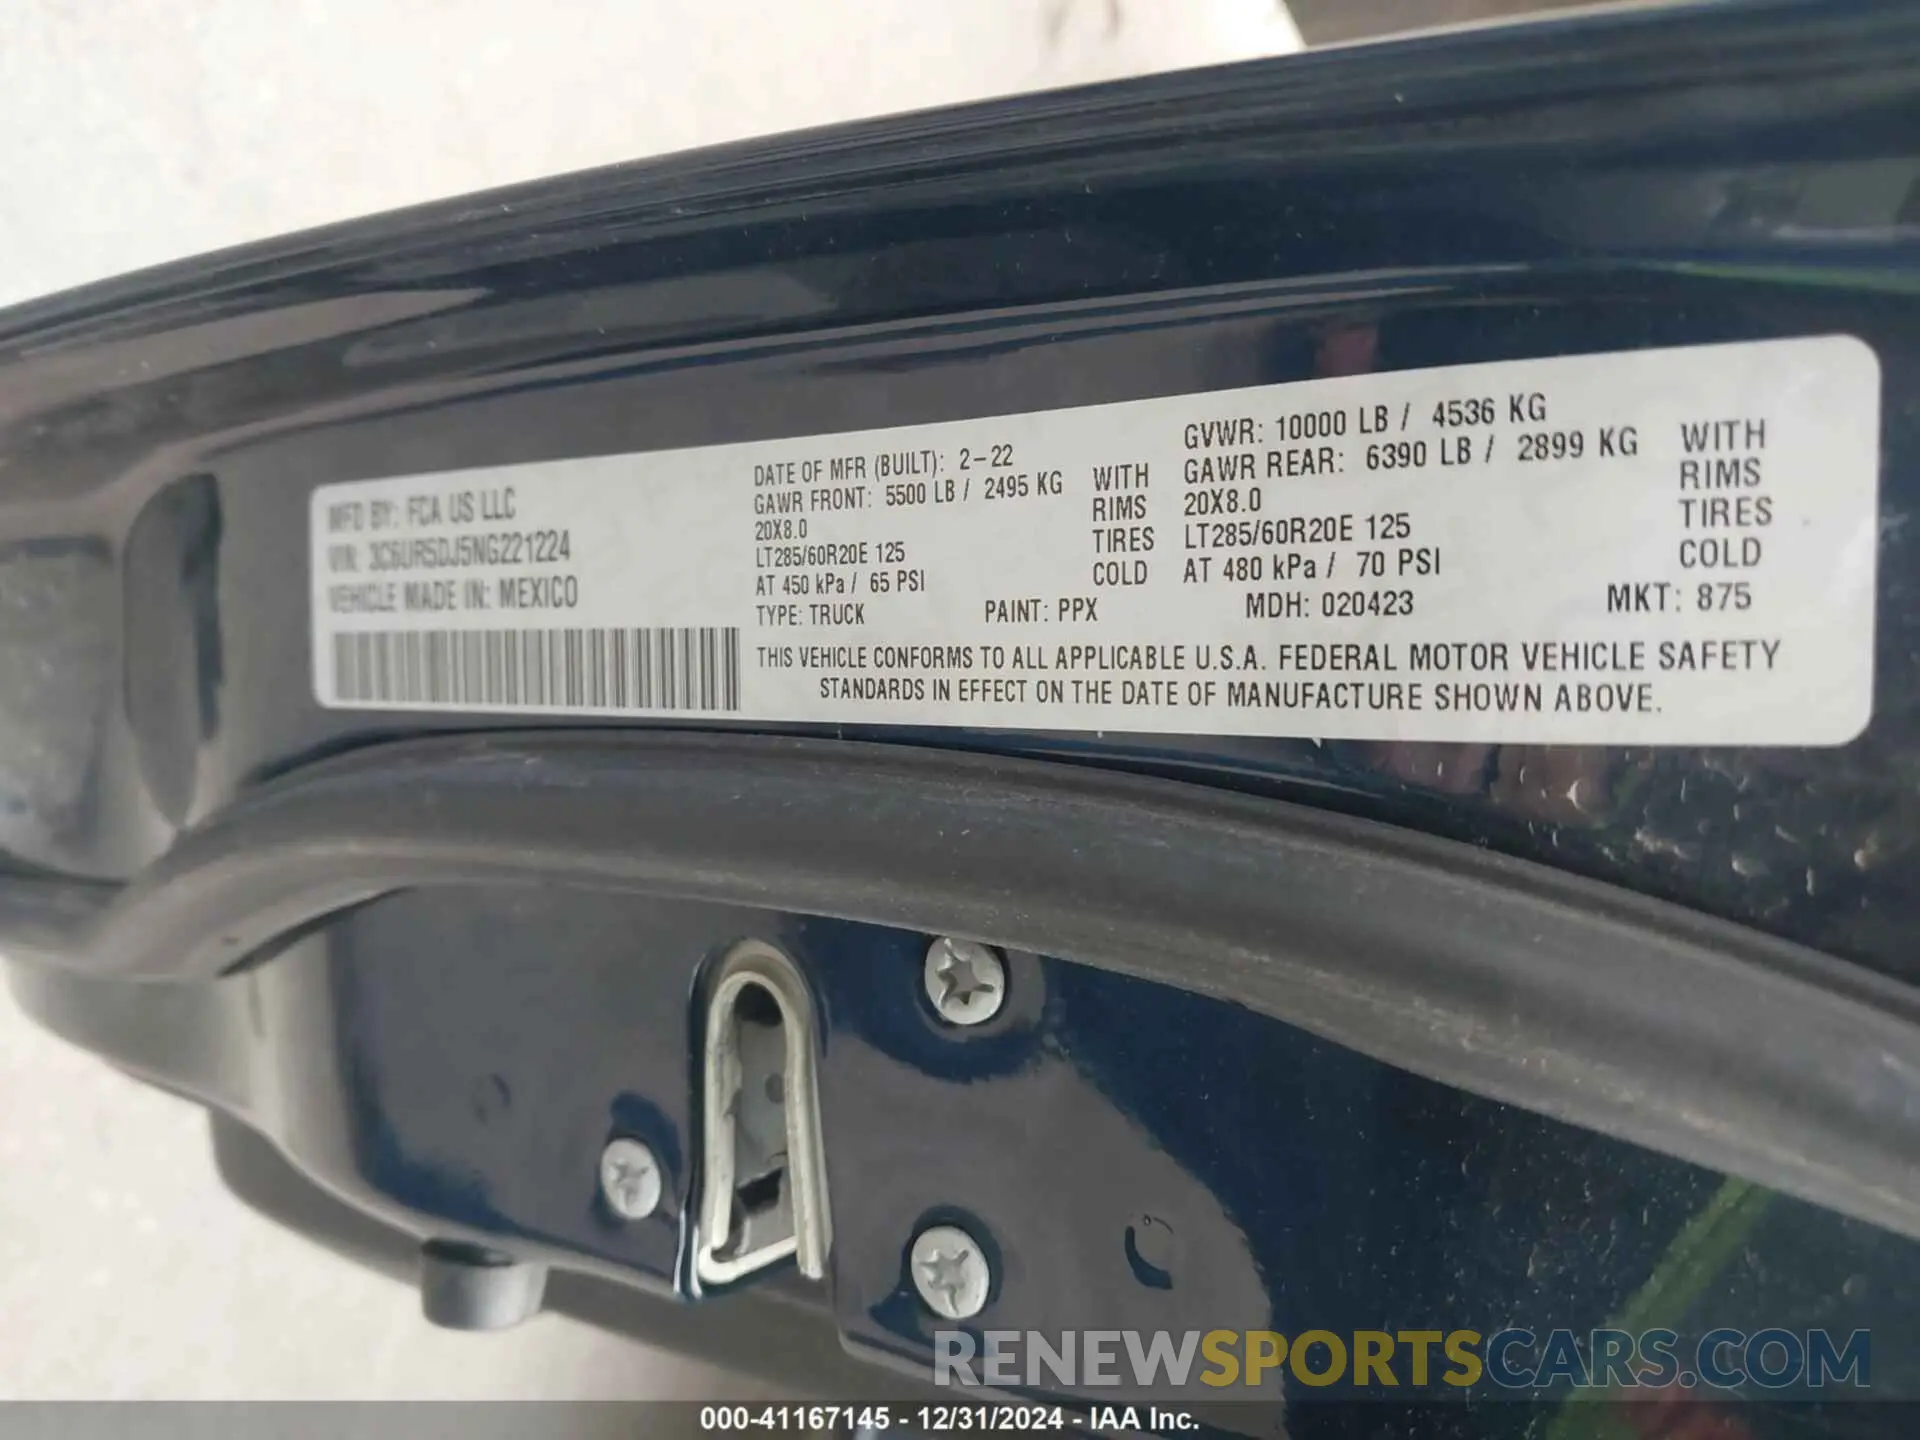 MFD BY: FCA US LLC
VIN: 3C6UR5DJ5NG221224
VEHICLE MADE IN: MEXICO
DATE OF MFR (BUILT): 2-22
GAWR FRONT: 5500 LB / 2495 KG WITH
20X8.0 RIMS
LT285/60R20E 125 TIRES
AT 450 kPa / 65 PSI COLD
GVWR: 10000 LB / 4536 KG
GAWR REAR: 6390 LB / 2899 KG WITH
20X8.0 RIMS
LT285/60R20E 125 TIRES
AT 480 kPa / 70 PSI COLD
TYPE: TRUCK PAINT: PPX MDH: 020423 MKT: 875
THIS VEHICLE CONFORMS TO ALL APPLICABLE U.S.A. FEDERAL MOTOR VEHICLE SAFETY
STANDARDS IN EFFECT ON THE DATE OF MANUFACTURE SHOWN ABOVE.
RENEWSPORTSCARS.COM
000-41167145 - 12/31/2024 - IAA Inc.